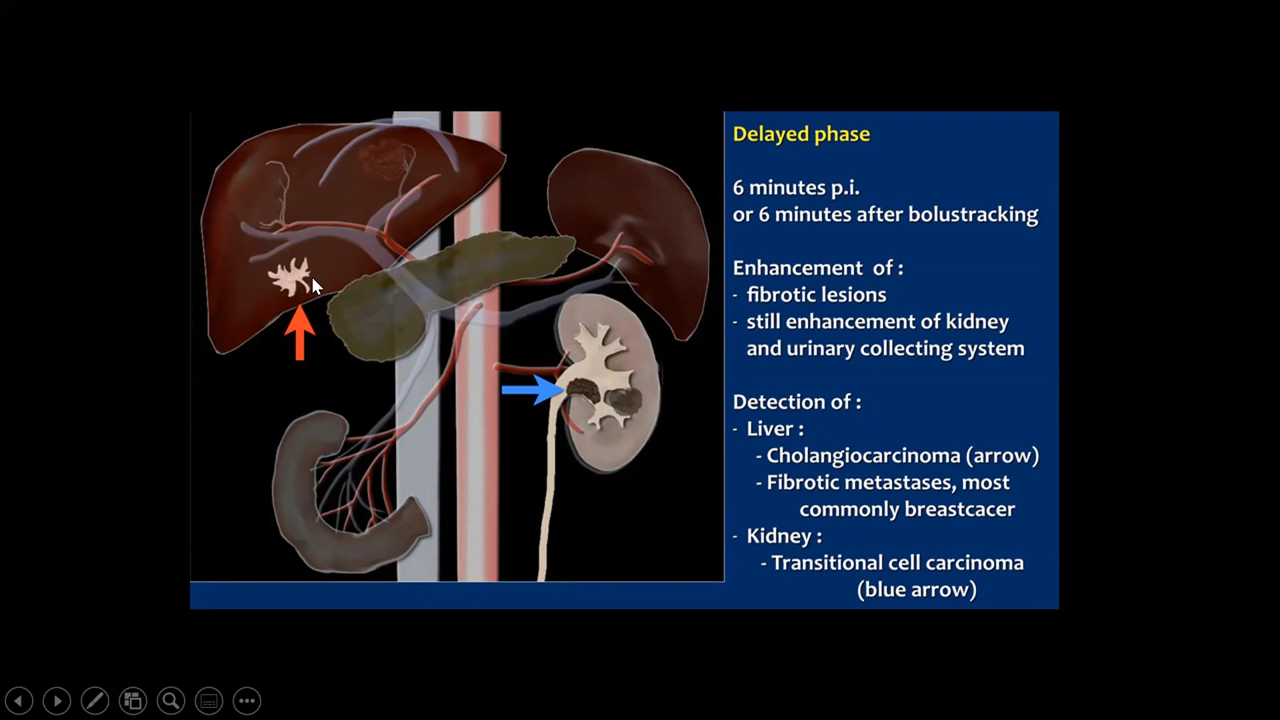 Delayed phase
6 minutes p.i.
or 6 minutes after bolustracking
Enhancement of :
- fibrotic lesions
- still enhancement of kidney
and urinary collecting system
Detection of :
- Liver :
- Cholangiocarcinoma (arrow)
- Fibrotic metastases, most
commonly breastcacer
- Kidney :
- Transitional cell carcinoma
(blue arrow)